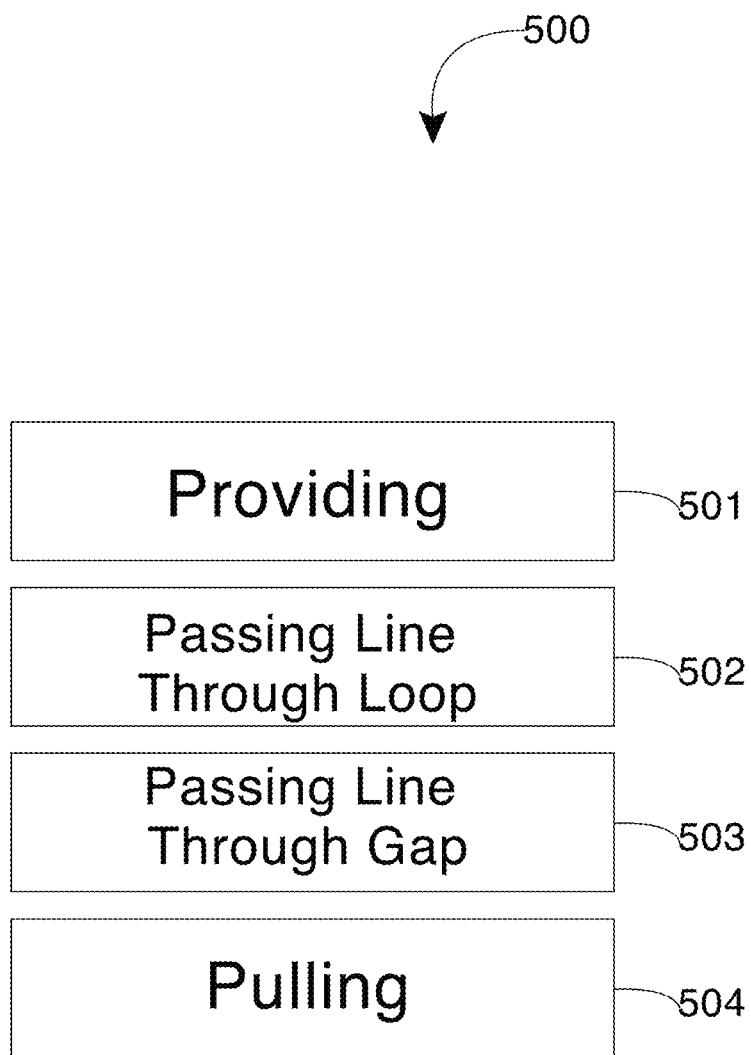 500
Providing
501
Passing Line
Through Loop
502
Passing Line
Through Gap
503
Pulling
504